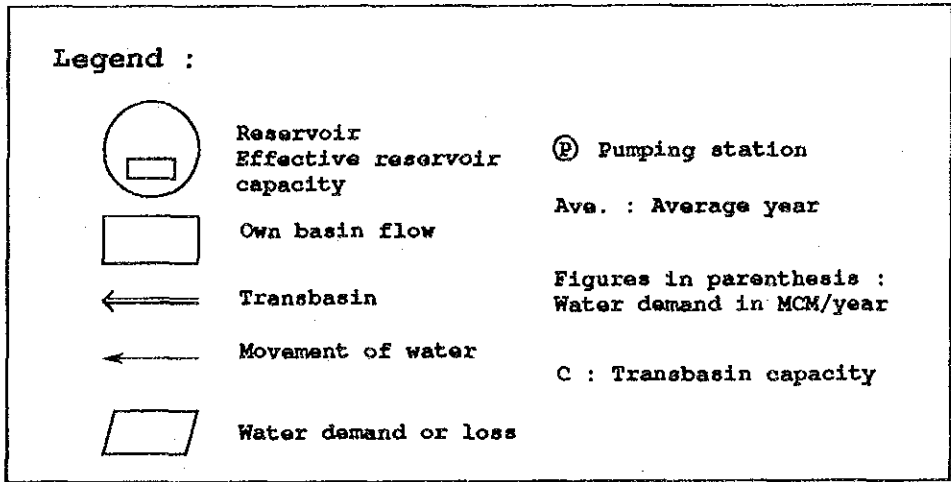 Legend :
Reservoir
Effective reservoir
capacity
Own basin flow
Transbasin
Movement of water
Water demand or loss
Ⓟ Pumping station
Ave. : Average year
Figures in parenthesis :
Water demand in MCM/year
C : Transbasin capacity